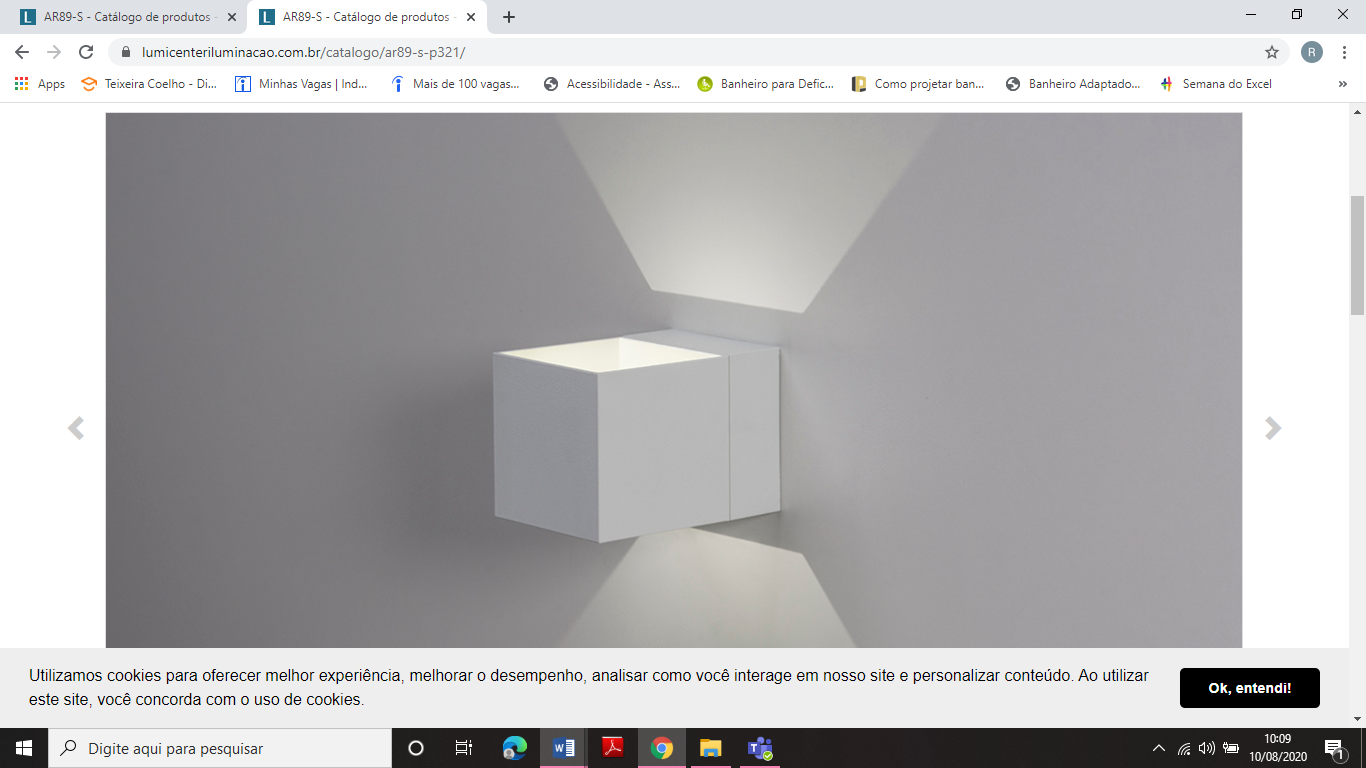 AR89-S - Catálogo de produtos -
AR89-S - Catálogo de produtos -
lumicenteriluminacao.com.br/catalogo/ar89-s-p321/
R
Apps
Teixeira Coelho - Di...
Minhas Vagas | Ind...
Mais de 100 vagas...
Acessibilidade - Ass...
Banheiro para Defic...
Como projetar ban...
Banheiro Adaptado...
Semana do Excel
»
Utilizamos cookies para oferecer melhor experiência, melhorar o desempenho, analisar como você interage em nosso site e personalizar conteúdo. Ao utilizar
este site, você concorda com o uso de cookies.
Ok, entendi!
Digite aqui para pesquisar
10:09
10/08/2020
1